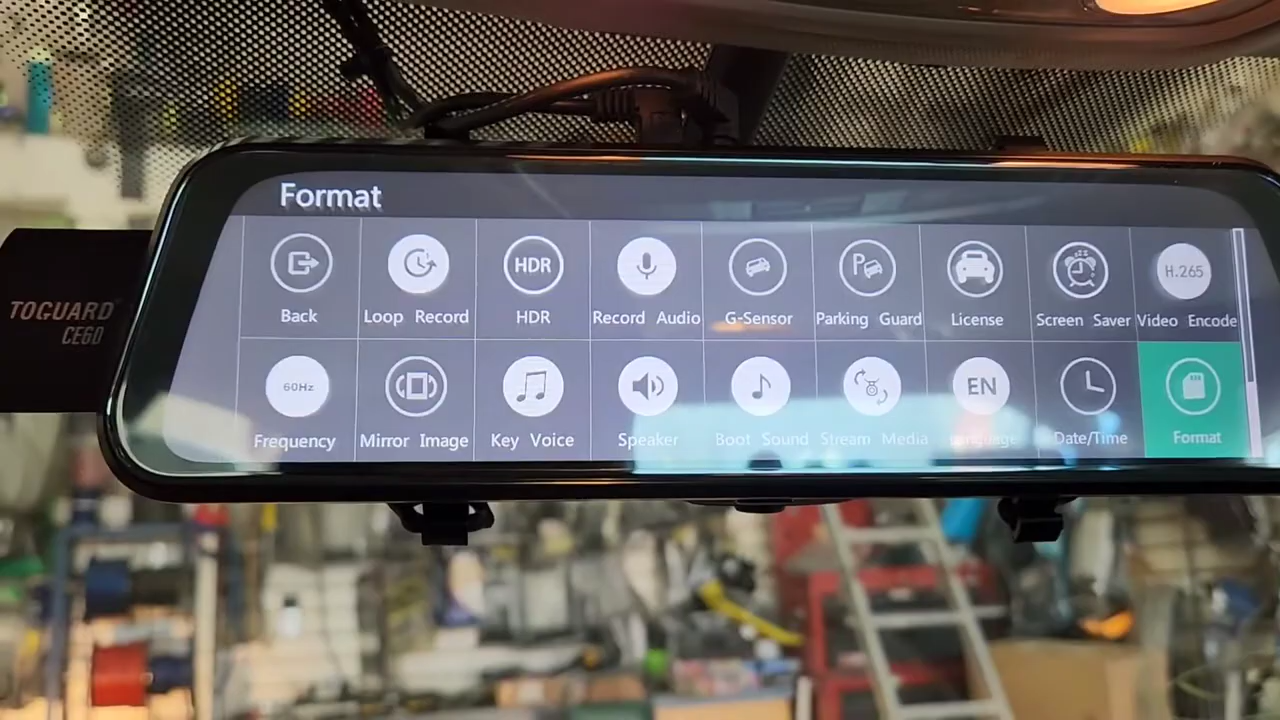 Format
TOGUARD
CE60
HDR
H.265
Back
Loop Record
HDR
Record Audio
G-Sensor
Parking Guard
License
Screen Saver
Video Encode
60Hz
EN
Frequency
Mirror Image
Key Voice
Speaker
Boot Sound
Stream Media
Language
Date/Time
Format